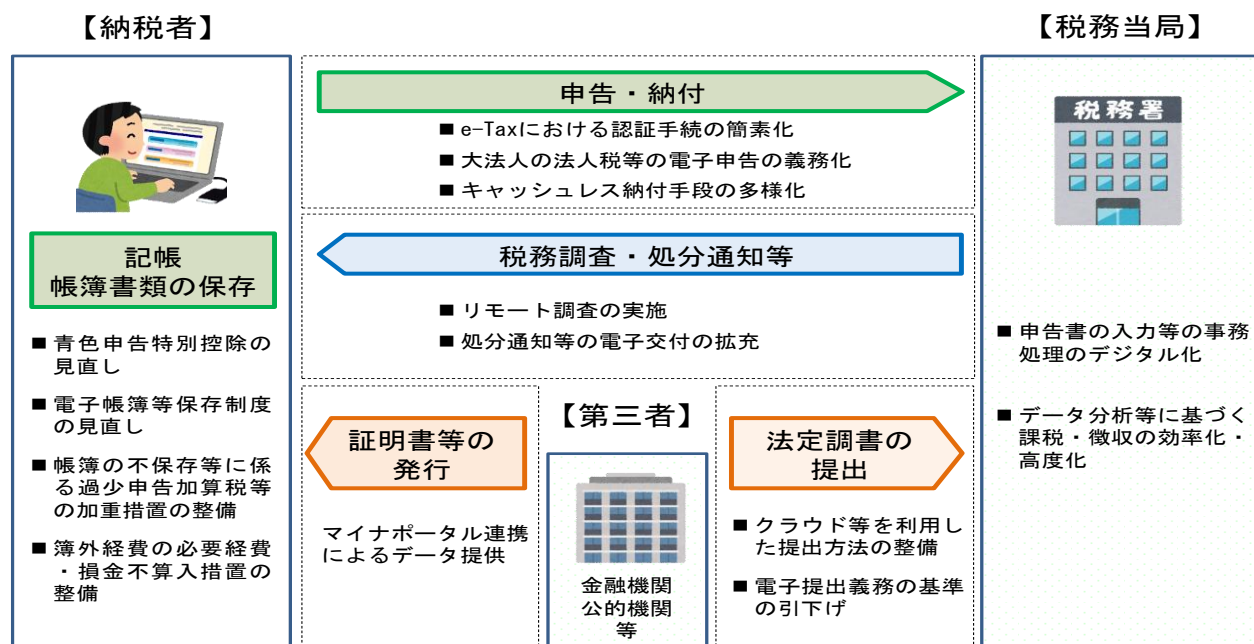 【納税者】
記帳
帳簿書類の保存
■ 青色申告特別控除の
見直し
■ 電子帳簿等保存制度
の見直し
■ 帳簿の不保存等に係
る過少申告加算税等
の加重措置の整備
■ 簿外経費の必要経費
・損金不算入措置の
整備
申告・納付
■ e-Taxにおける認証手続の簡素化
■ 大法人の法人税等の電子申告の義務化
■ キャッシュレス納付手段の多様化
税務調査・処分通知等
■ リモート調査の実施
■ 処分通知等の電子交付の拡充
証明書等の
発行
マイナポータル連携
によるデータ提供
【第三者】
金融機関
公的機関
等
法定調書の
提出
■ クラウド等を利用し
た提出方法の整備
■ 電子提出義務の基準
の引下げ
【税務当局】
税務署
■ 申告書の入力等の事務
処理のデジタル化
■ データ分析等に基づく
課税・徴収の効率化・
高度化